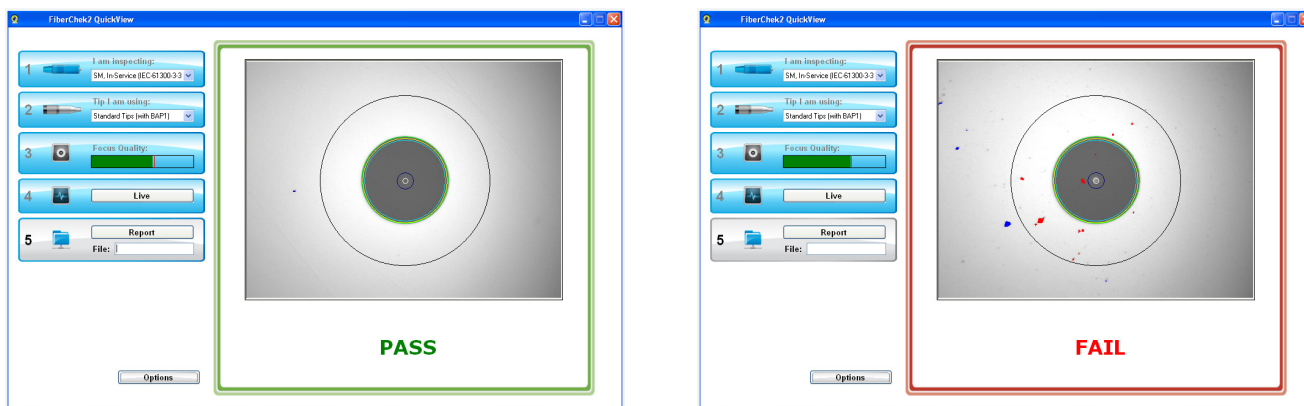 FiberChek2 QuickView
1
I am inspecting:
SM, In-Service (IEC-61300-3-3
2
Tip I am using:
Standard Tips (with BAP1)
3
Focus Quality:
4
Live
5
Report
File:
Options
PASS
FiberChek2 QuickView
1
I am inspecting:
SM, In-Service (IEC-61300-3-3
2
Tip I am using:
Standard Tips (with BAP1)
3
Focus Quality:
4
Live
5
Report
File:
Options
FAIL